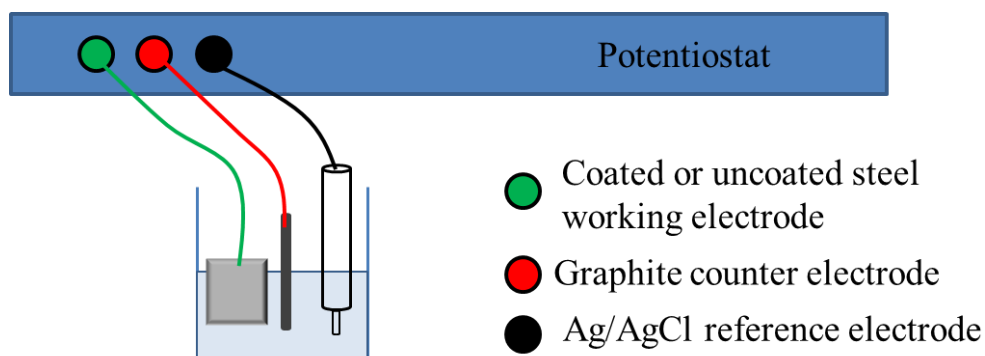 Potentiostat
Coated or uncoated steel
working electrode
Graphite counter electrode
Ag/AgCl reference electrode